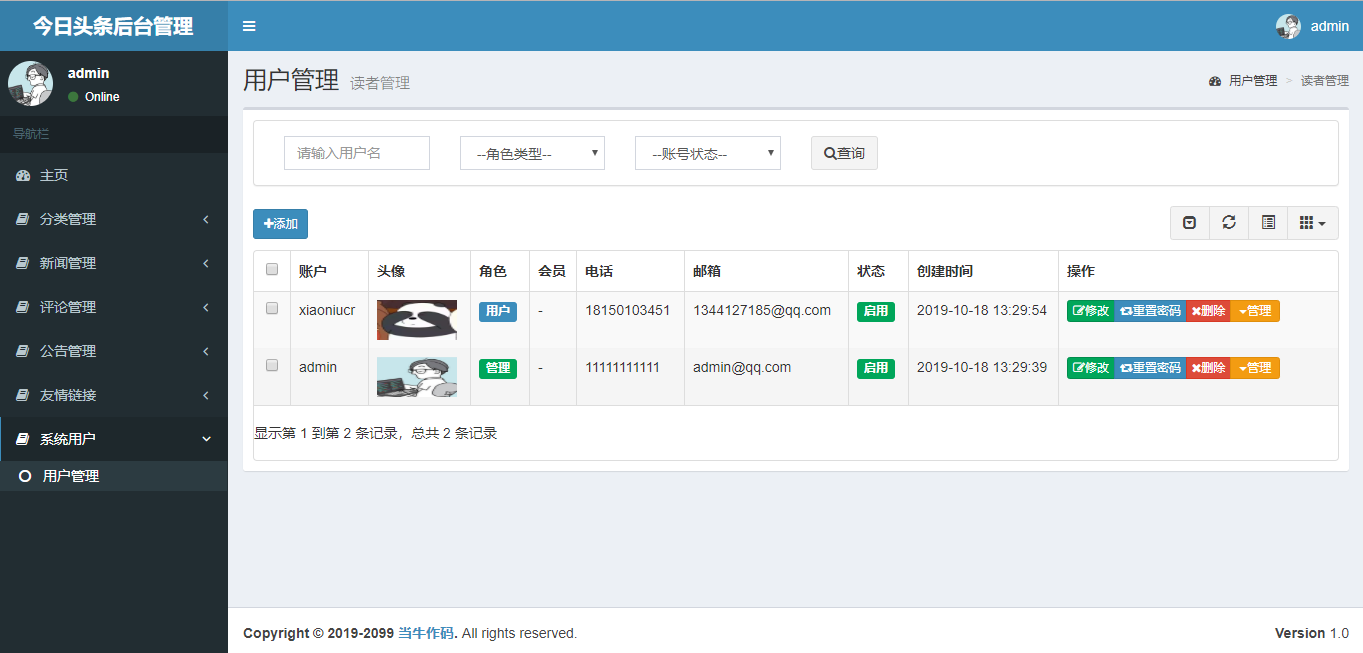 今日头条后台管理
admin
admin
Online
导航栏
主页
分类管理
新闻管理
评论管理
公告管理
友情链接
系统用户
用户管理
用户管理 读者管理
用户管理 > 读者管理
请输入用户名 --角色类型-- --账号状态-- 查询
添加
账户 头像 角色 会员 电话 邮箱 状态 创建时间 操作
xiaoniucr 用户 - 18150103451 1344127185@qq.com 启用 2019-10-18 13:29:54 修改 重置密码 删除 管理
admin 管理 - 11111111111 admin@qq.com 启用 2019-10-18 13:29:39 修改 重置密码 删除 管理
显示第 1 到第 2 条记录，总共 2 条记录
Copyright © 2019-2099 当牛作码. All rights reserved.
Version 1.0